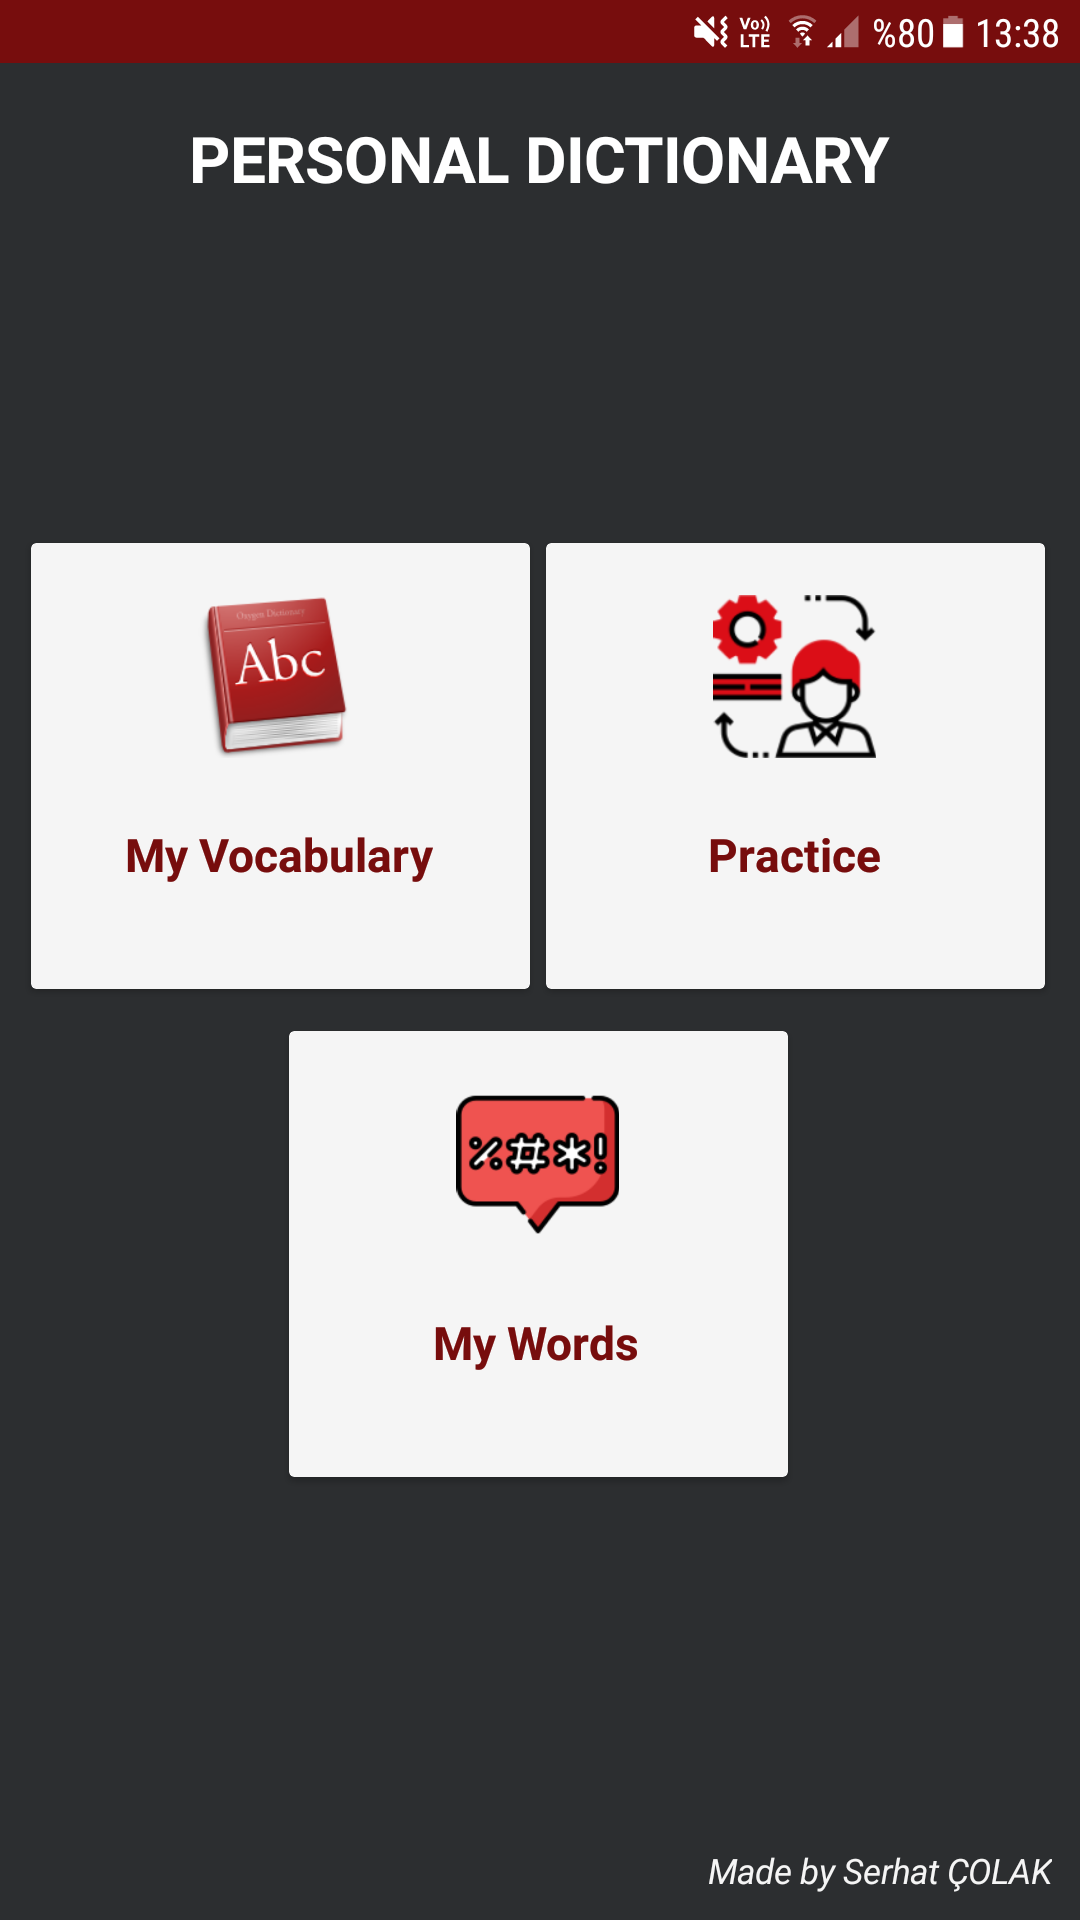 Vo)) LTE %80 13:38
PERSONAL DICTIONARY
Oxygen Dictionary
Abc
My Vocabulary
Practice
%#*!
My Words
Made by Serhat ÇOLAK